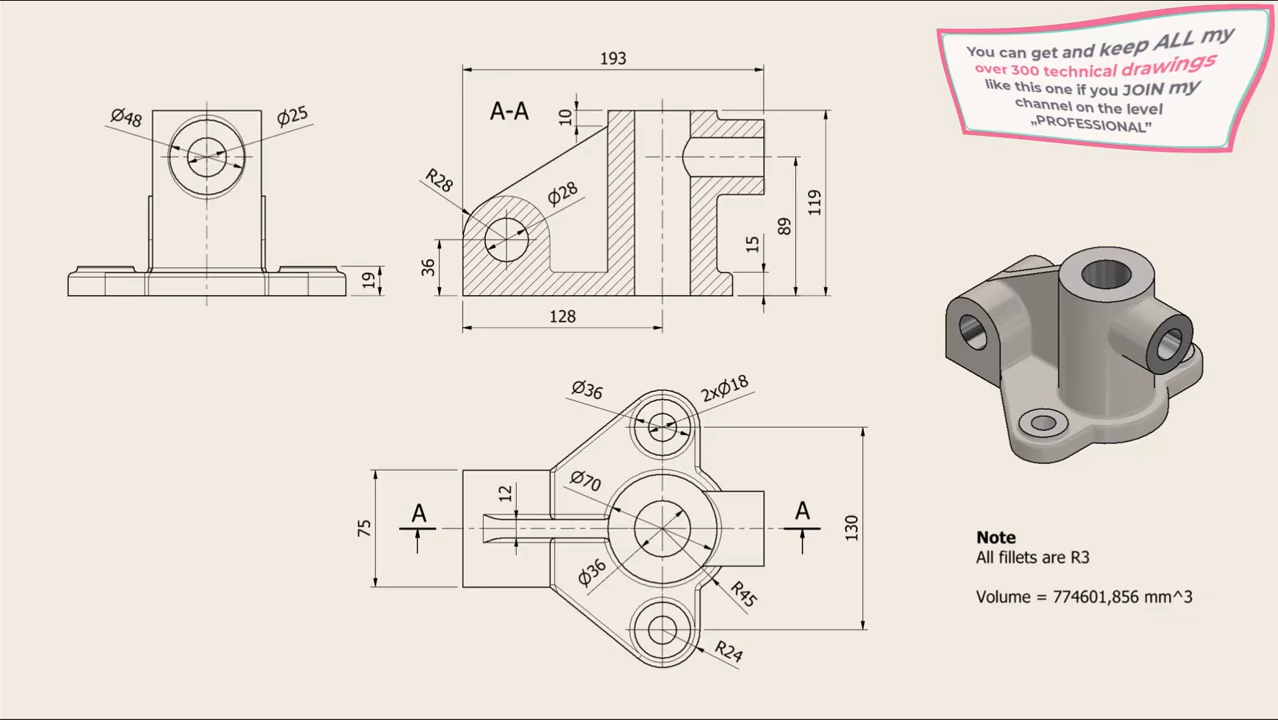 You can get and keep ALL my
over 300 technical drawings
like this one if you JOIN my
channel on the level
„PROFESSIONAL”
193
A-A
10
Ø48
Ø25
R28
Ø28
36
15
89
119
19
128
Ø36
2xØ18
Ø70
12
75
A
A
130
Ø36
R45
R24
Note
All fillets are R3
Volume = 774601,856 mm^3